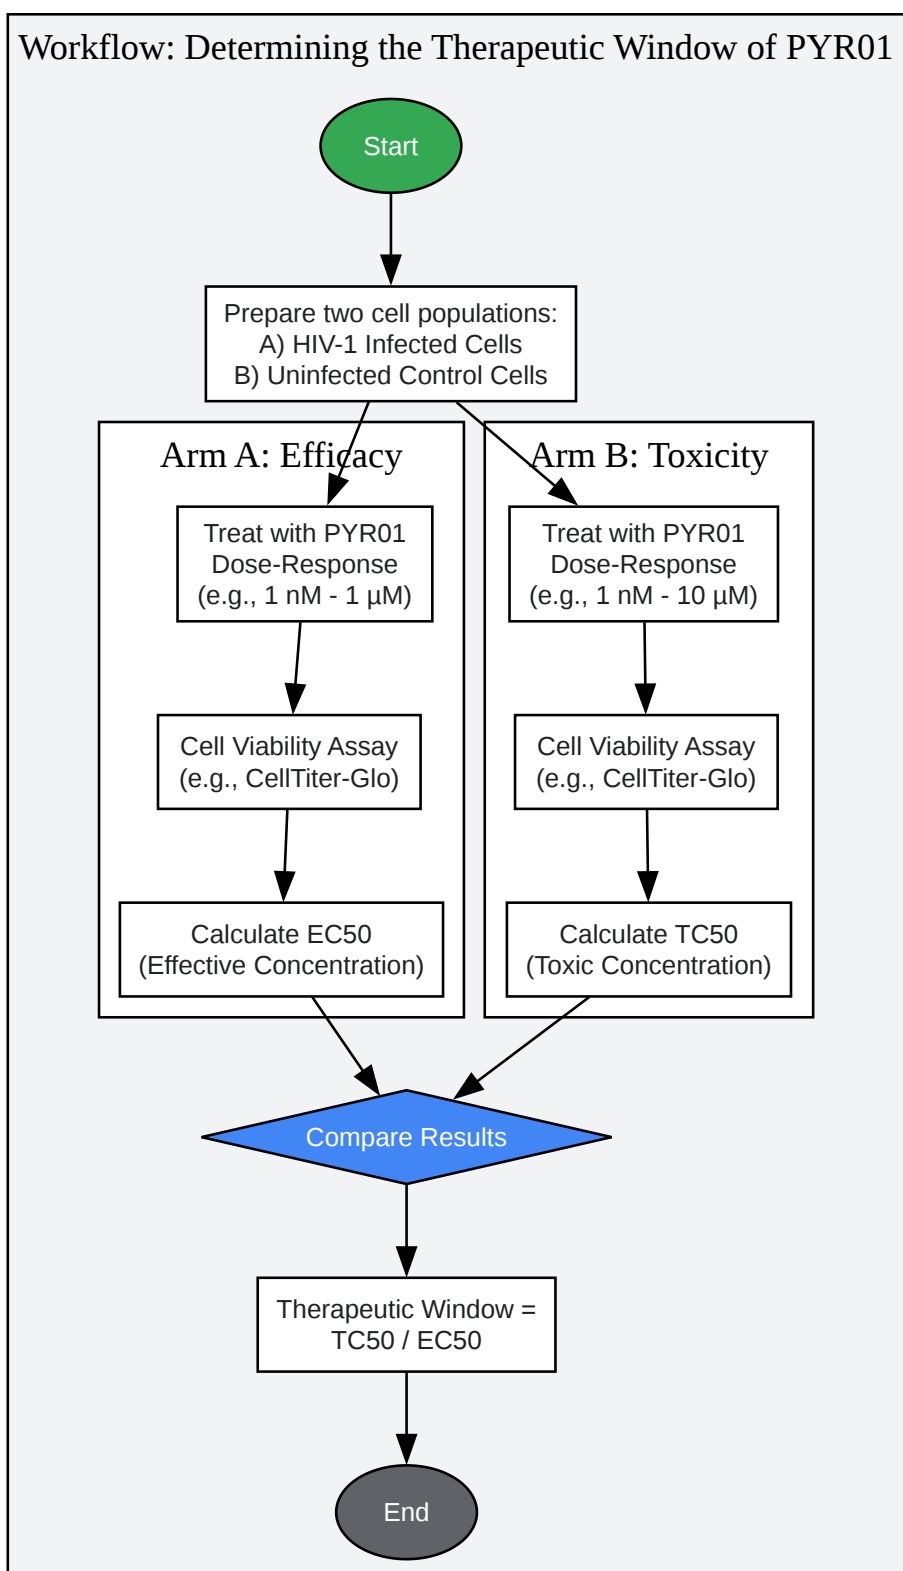 Workflow: Determining the Therapeutic Window of PYR01
Start
Prepare two cell populations:
A) HIV-1 Infected Cells
B) Uninfected Control Cells
Arm A: Efficacy
Treat with PYR01
Dose-Response
(e.g., 1 nM - 1 µM)
Cell Viability Assay
(e.g., CellTiter-Glo)
Calculate EC50
(Effective Concentration)
Arm B: Toxicity
Treat with PYR01
Dose-Response
(e.g., 1 nM - 10 µM)
Cell Viability Assay
(e.g., CellTiter-Glo)
Calculate TC50
(Toxic Concentration)
Compare Results
Therapeutic Window =
TC50 / EC50
End